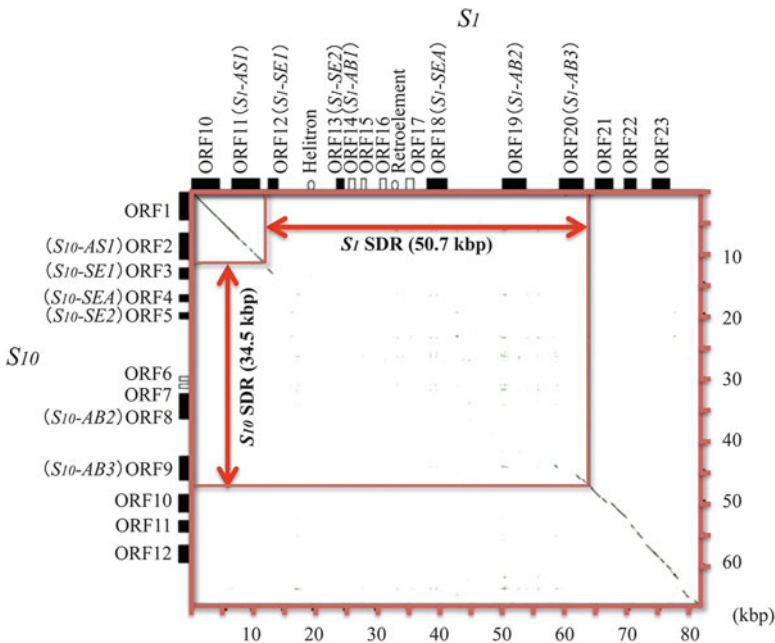 S1
ORF10
ORF11(S1-AS1)
ORF12(S1-SE1)
Helitron
ORF13(S1-SE2)
ORF14(S1-AB1)
ORF15
ORF16
Retroelement
ORF17
ORF18(S1-SEA)
ORF19(S1-AB2)
ORF20(S1-AB3)
ORF21
ORF22
ORF23
S10
ORF1
(S10-AS1)ORF2
(S10-SE1)ORF3
(S10-SEA)ORF4
(S10-SE2)ORF5
ORF6
ORF7
(S10-AB2)ORF8
(S10-AB3)ORF9
ORF10
ORF11
ORF12
S1 SDR (50.7 kbp)
S10 SDR (34.5 kbp)
10
20
30
40
50
60
10 20 30 40 50 60 70 80 (kbp)